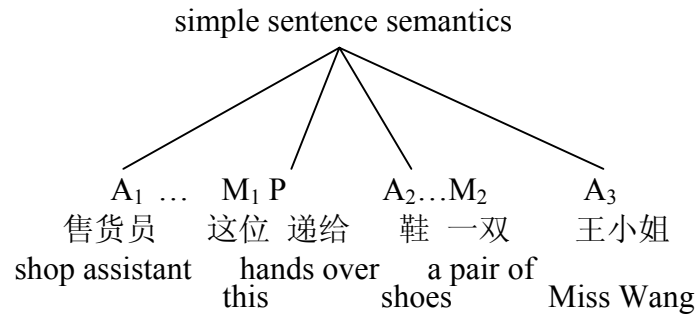 simple sentence semantics
A₁ … M₁ P A₂…M₂ A₃
售货员 这位 递给 鞋 一双 王小姐
shop assistant hands over a pair of
this shoes Miss Wang